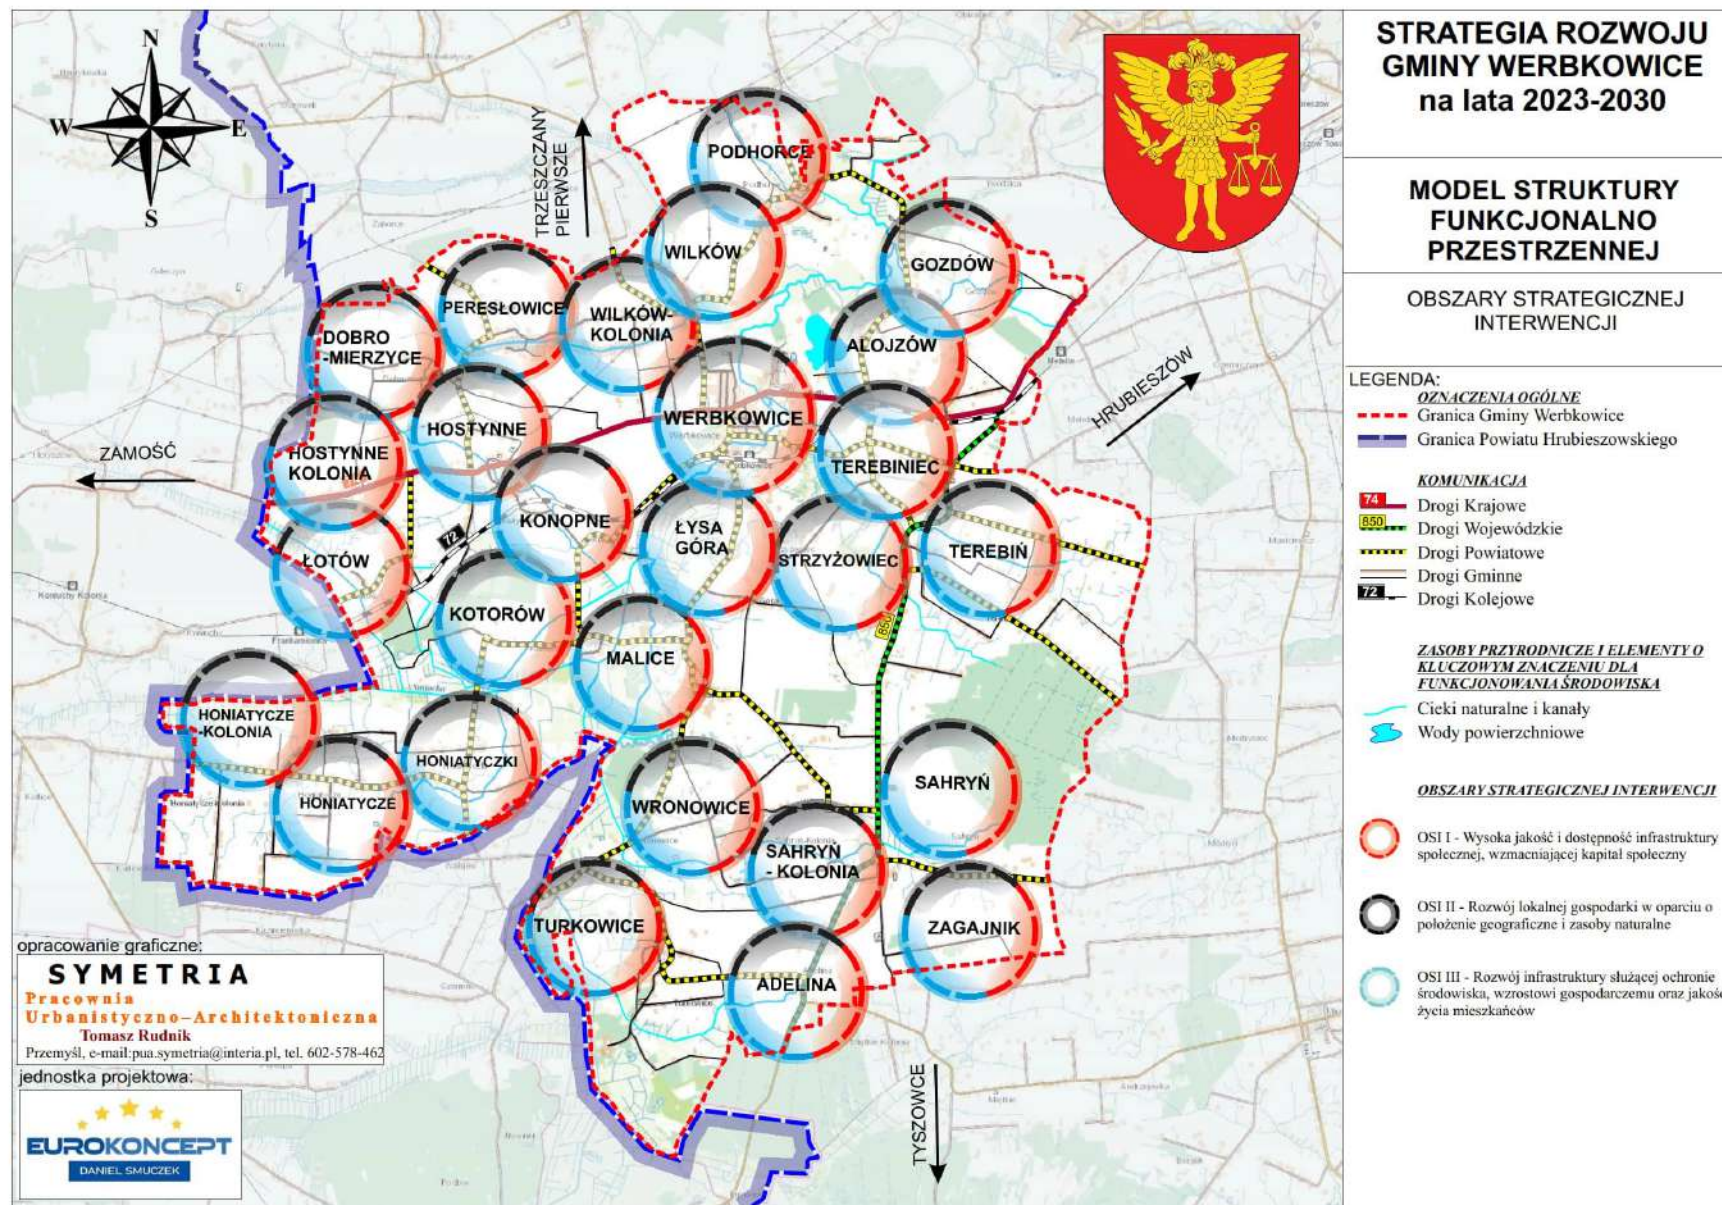 STRATEGIA ROZWOJU
GMINY WERBKOWICE
na lata 2023-2030
MODEL STRUKTURY
FUNKCJONALNO
PRZESTRZENNEJ
OBSZARY STRATEGICZNEJ
INTERWENCJI
LEGENDA:
OZNACZENIA OGÓLNE
Granica Gminy Werbkowice
Granica Powiatu Hrubieszowskiego
KOMUNIKACJA
74 Drogi Krajowe
850 Drogi Wojewódzkie
Drogi Powiatowe
Drogi Gminne
72 Drogi Kolejowe
ZASOBY PRZYRODNICZE I ELEMENTY O
KLUCZOWYM ZNACZENIU DLA
FUNKCJONOWANIA ŚRODOWISKA
Cieki naturalne i kanały
Wody powierzchniowe
OBSZARY STRATEGICZNEJ INTERWENCJI
OSI I - Wysoka jakość i dostępność infrastruktury
społecznej, wzmacniającej kapitał społeczny
OSI II - Rozwój lokalnej gospodarki w oparciu o
położenie geograficzne i zasoby naturalne
OSI III - Rozwój infrastruktury służącej ochronie
środowiska, wzrostowi gospodarczemu oraz jakośc
życia mieszkańców
N
W
E
S
TRZESZCZANY
PIERWSZE
ZAMOŚĆ
HRUBIESZÓW
TYSZOWCE
PODHORCE
WILKÓW
GOZDÓW
PERESŁOWICE
WILKÓW-
KOLONIA
DOBRO
-MIERZYCE
ALOJZÓW
HOSTYNNE
WERBKOWICE
HOSTYNNE
KOLONIA
TEREBINIEC
KONOPNE
ŁYSA
GÓRA
STRZYŻOWIEC
TEREBIŃ
ŁOTÓW
72
KOTORÓW
850
MALICE
HONIATYCZE
-KOLONIA
HONIATYCZKI
HONIATYCZE
WRONOWICE
SAHRYŃ
SAHRYŃ
- KOLONIA
TURKOWICE
ZAGAJNIK
ADELINA
opracowanie graficzne:
SYMETRIA
Pracownia
Urbanistyczno-Architektoniczna
Tomasz Rudnik
Przemyśl, e-mail:pua.symetria@interia.pl, tel. 602-578-462
jednostka projektowa:
EUROKONCEPT
DANIEL SMUCZEK